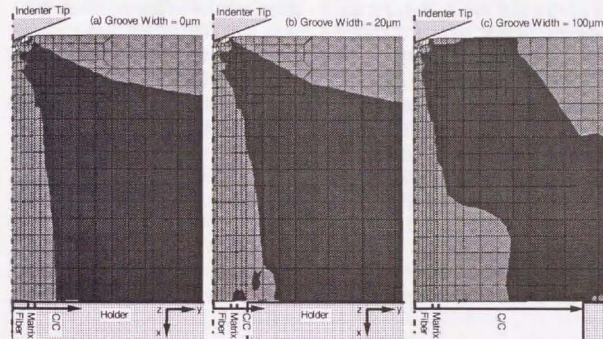 Indenter Tip
(a) Groove Width = 0μm
Indenter Tip
(b) Groove Width = 20μm
Indenter Tip
(c) Groove Width = 100μm
Fiber
Matrix
C/C
Holder
z
y
x
Fiber
Matrix
C/C
Holder
z
y
x
Fiber
Matrix
C/C